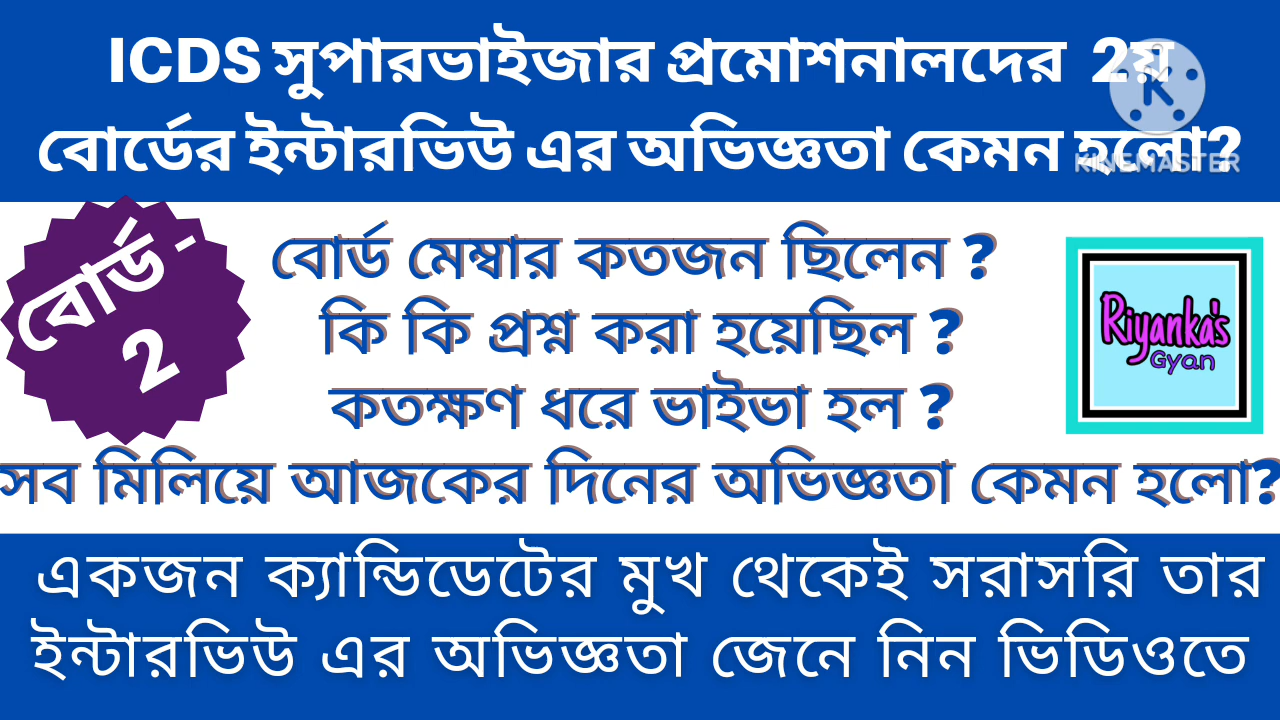 ICDS সুপারভাইজার প্রমোশনালদের 2য়
বোর্ডের ইন্টারভিউ এর অভিজ্ঞতা কেমন হলো?
KINEMASTER
বোর্ড -
2
বোর্ড মেম্বার কতজন ছিলেন ?
কি কি প্রশ্ন করা হয়েছিল ?
কতক্ষণ ধরে ভাইভা হল ?
সব মিলিয়ে আজকের দিনের অভিজ্ঞতা কেমন হলো?
Riyanka's
Gyan
একজন ক্যান্ডিডেটের মুখ থেকেই সরাসরি তার
ইন্টারভিউ এর অভিজ্ঞতা জেনে নিন ভিডিওতে